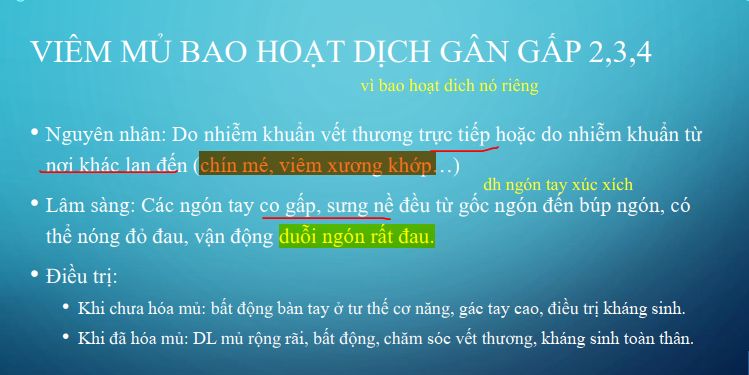 VIÊM MỦ BAO HOẠT DỊCH GÂN GẤP 2,3,4
vì bao hoạt dich nó riêng
• Nguyên nhân: Do nhiễm khuẩn vết thương trực tiếp hoặc do nhiễm khuẩn từ
nơi khác lan đến (chín mé, viêm xương khớp…)
dh ngón tay xúc xích
• Lâm sàng: Các ngón tay co gấp, sưng nề đều từ gốc ngón đến búp ngón, có
thể nóng đỏ đau, vận động duỗi ngón rất đau.
• Điều trị:
• Khi chưa hóa mủ: bất động bàn tay ở tư thế cơ năng, gác tay cao, điều trị kháng sinh.
• Khi đã hóa mủ: DL mủ rộng rãi, bất động, chăm sóc vết thương, kháng sinh toàn thân.